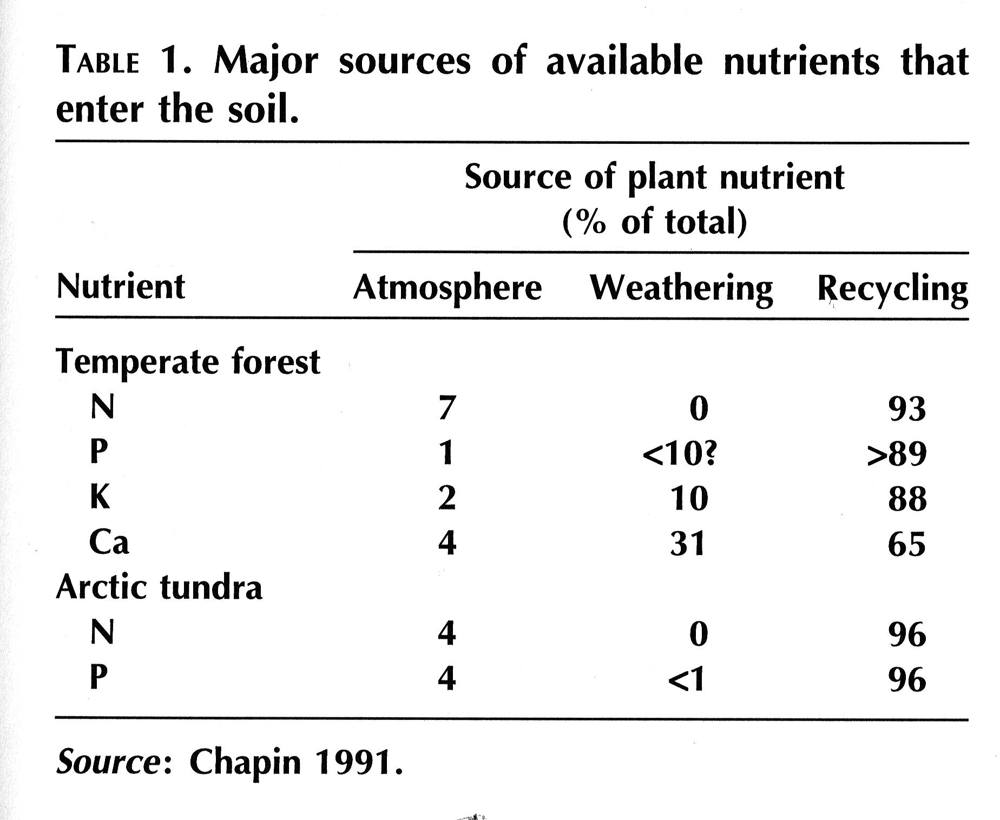 TABLE 1. Major sources of available nutrients that
enter the soil.
Source of plant nutrient
(% of total)
Nutrient Atmosphere Weathering Recycling
Temperate forest
N 7 0 93
P 1 <10? >89
K 2 10 88
Ca 4 31 65
Arctic tundra
N 4 0 96
P 4 <1 96
Source: Chapin 1991.